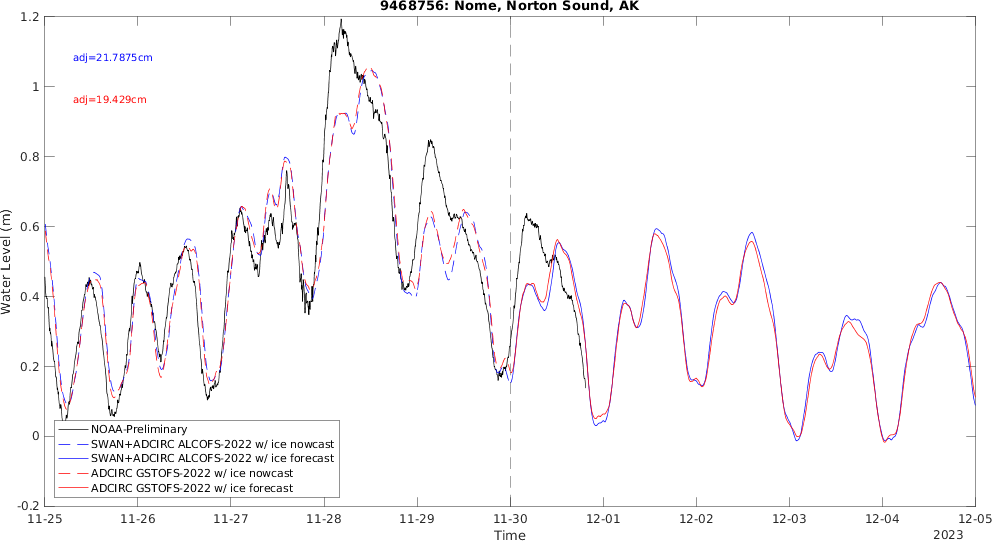 9468756: Nome, Norton Sound, AK
adj=21.7875cm
adj=19.429cm
Water Level (m)
1.2
1
0.8
0.6
0.4
0.2
0
-0.2
NOAA-Preliminary
SWAN+ADCIRC ALCOFS-2022 w/ ice nowcast
SWAN+ADCIRC ALCOFS-2022 w/ ice forecast
ADCIRC GSTOFS-2022 w/ ice nowcast
ADCIRC GSTOFS-2022 w/ ice forecast
11-25 11-26 11-27 11-28 11-29 11-30 12-01 12-02 12-03 12-04 12-05
Time
2023